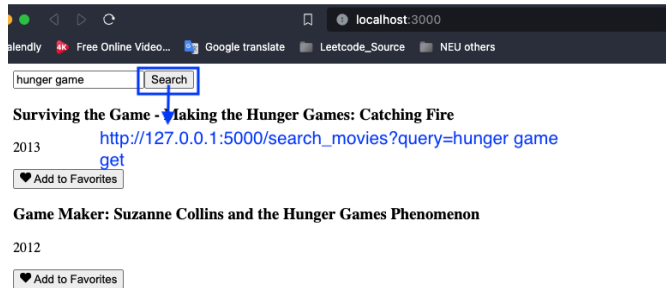 localhost:3000
alendly
4K
Free Online Video...
Google translate
Leetcode_Source
NEU others
hunger game
Search
Surviving the Game - Making the Hunger Games: Catching Fire
2013
http://127.0.0.1:5000/search_movies?query=hunger game
get
Add to Favorites
Game Maker: Suzanne Collins and the Hunger Games Phenomenon
2012
Add to Favorites